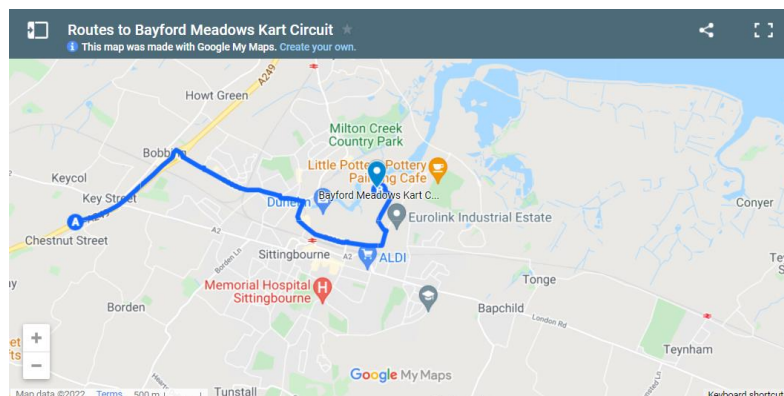 Routes to Bayford Meadows Kart Circuit
This map was made with Google My Maps. Create your own.
A249
Howt Green
Milton Creek
Country Park
Bobbing
Little Potters Pottery
Painting Cafe
Keycol
Key Street
Bayford Meadows Kart C...
Dunelm
Conyer
A
A249
Eurolink Industrial Estate
Chestnut Street
A2
Borden Ln
Sittingbourne
A2
ALDI
Memorial Hospital
Sittingbourne
Tonge
Borden
Bapchild
London Rd
Teynham
+
−
Google My Maps
Tunstall
Map data ©2022
Terms
500 m
Keyboard shortcut